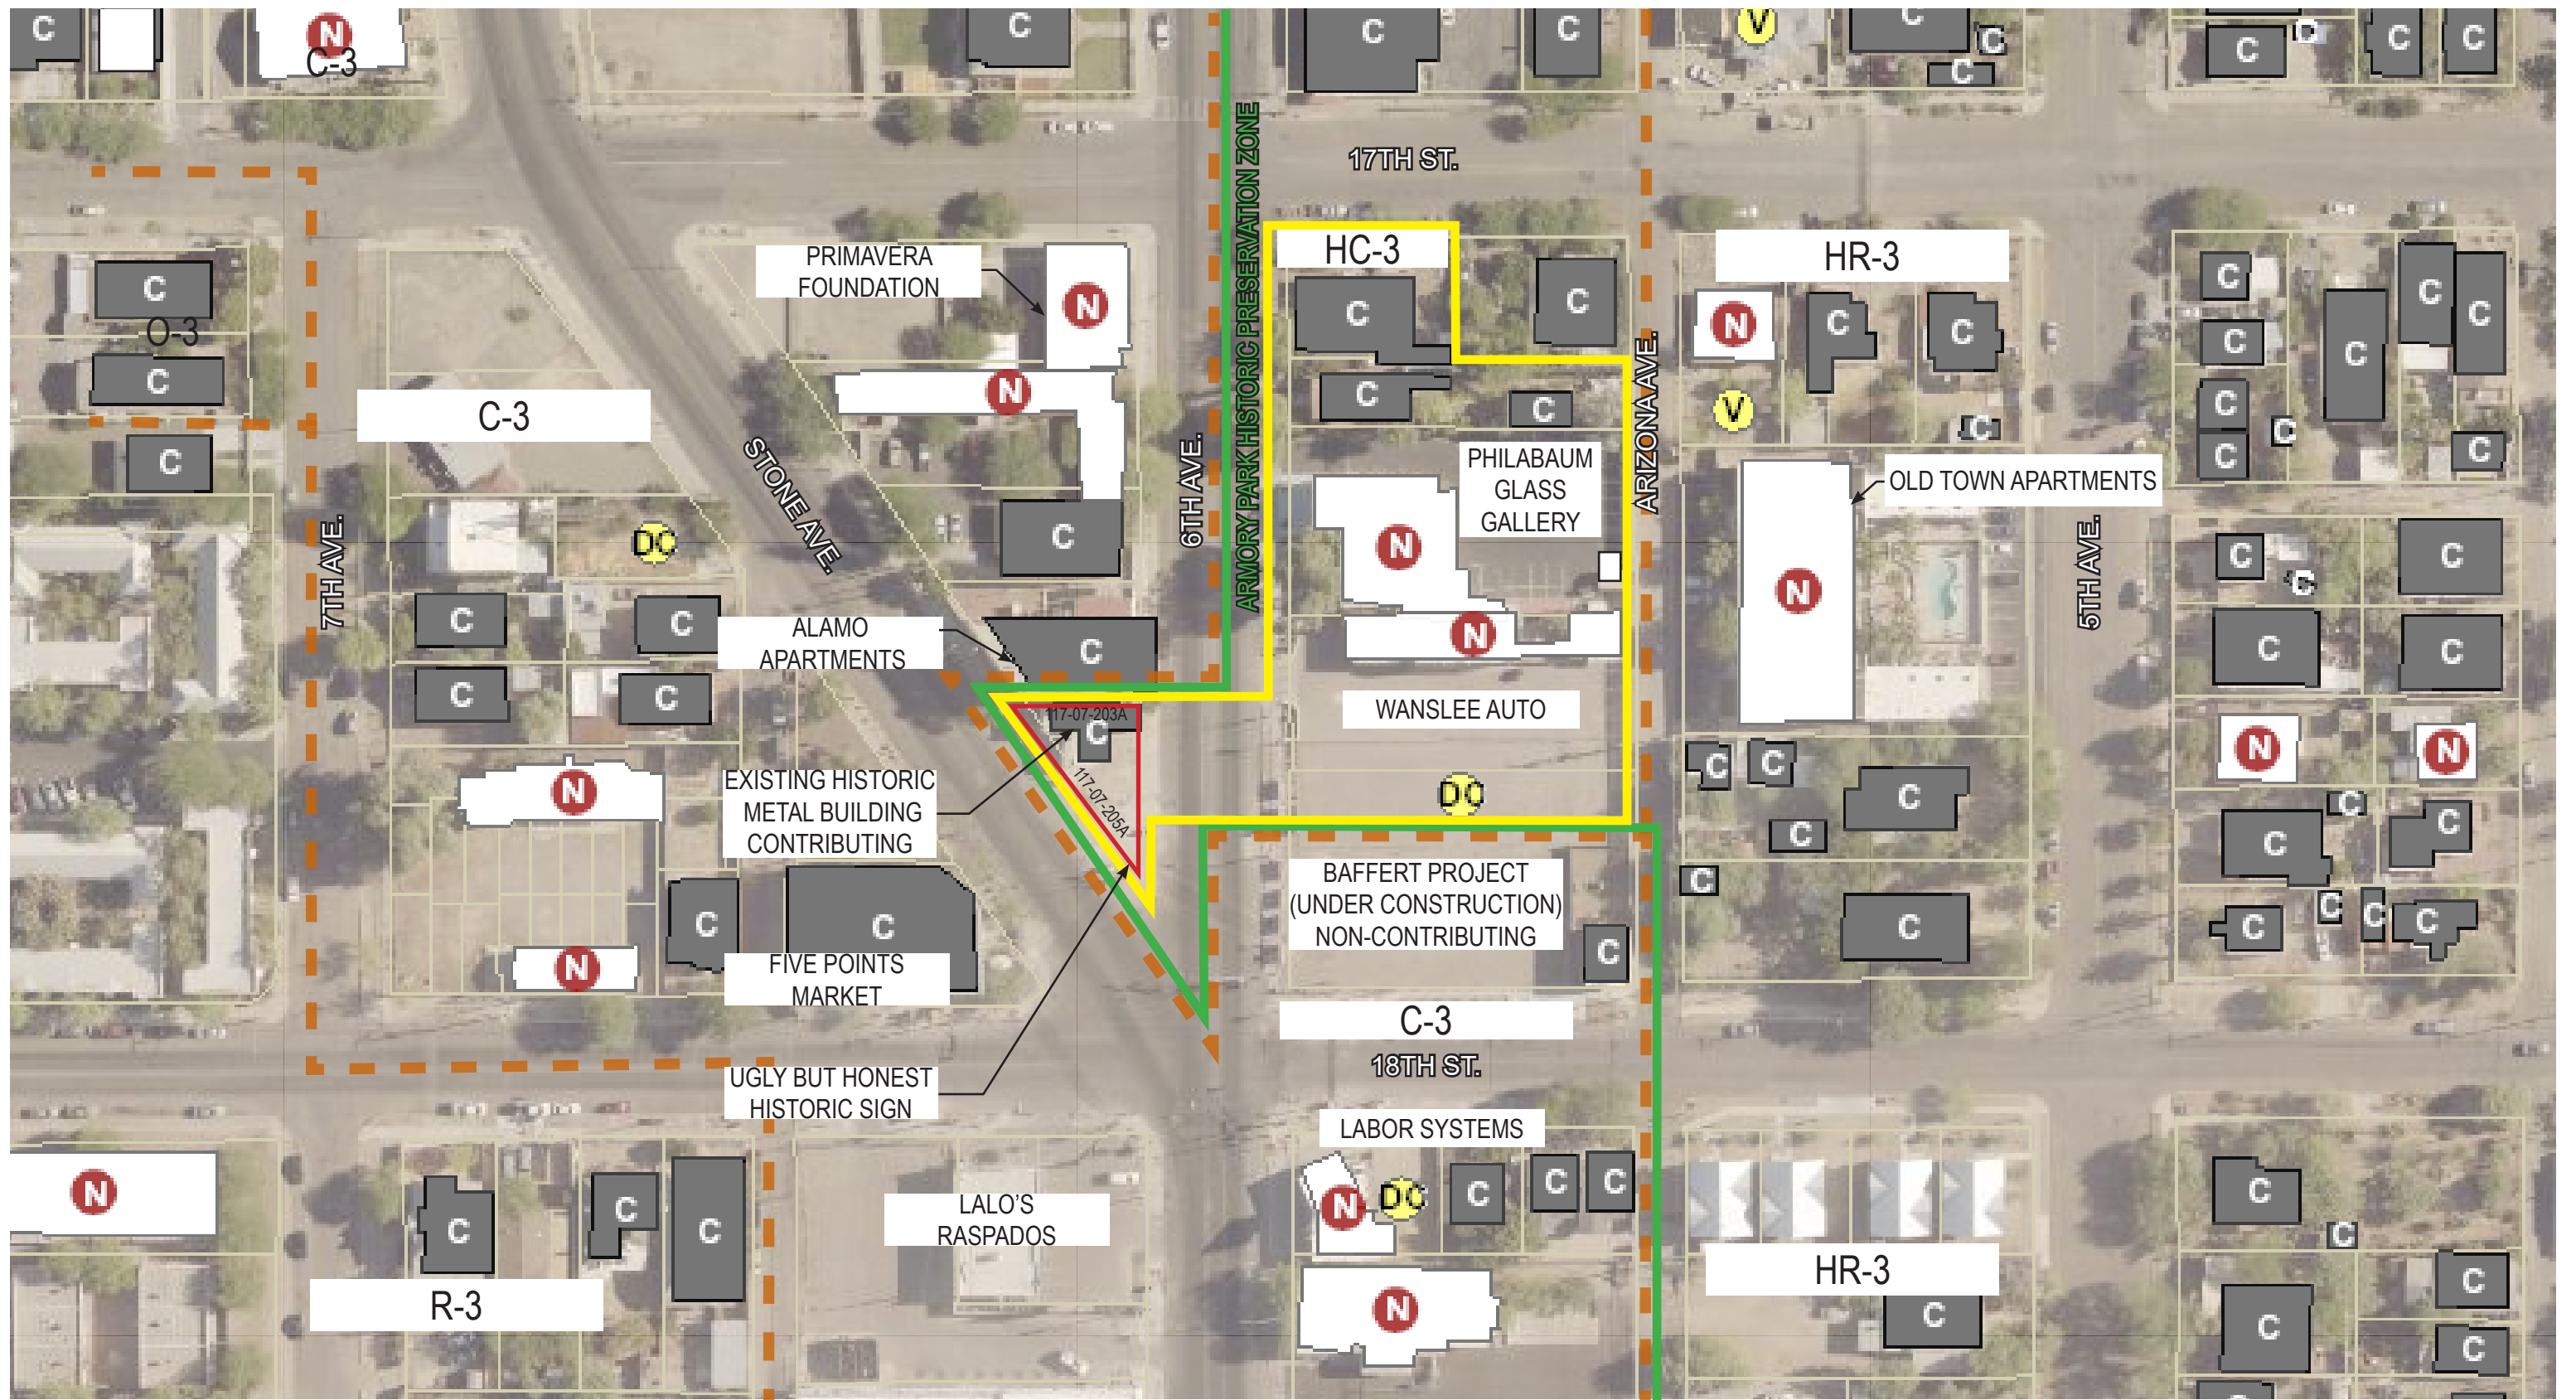 C
N
C-3
C
C
C
V
C
C
C
C
C
C
C
17TH ST.
ARMORY PARK HISTORIC PRESERVATION ZONE
PRIMAVERA
FOUNDATION
N
HC-3
HR-3
C
O-3
C
C
C
C
C
C
N
C
C
V
C
C
C
C
C
C
C
C
C
C
C
C-3
N
C
STONE AVE.
6TH AVE.
7TH AVE.
ARIZONA AVE.
5TH AVE.
PHILABAUM
GLASS
GALLERY
N
N
OLD TOWN APARTMENTS
N
DC
C
C
C
C
C
ALAMO
APARTMENTS
C
C
C
C
C
C
C
WANSLEE AUTO
117-07-203A
C
117-07-205A
EXISTING HISTORIC
METAL BUILDING
CONTRIBUTING
DC
N
C
C
C
C
C
N
N
C
C
C
BAFFERT PROJECT
(UNDER CONSTRUCTION)
NON-CONTRIBUTING
C
C
C
N
C
C
C
C
C
FIVE POINTS
MARKET
C-3
18TH ST.
UGLY BUT HONEST
HISTORIC SIGN
LABOR SYSTEMS
N
DC
C
C
C
N
C
C
C
LALO'S
RASPADOS
N
R-3
HR-3
C
C
C
C
C
C
C